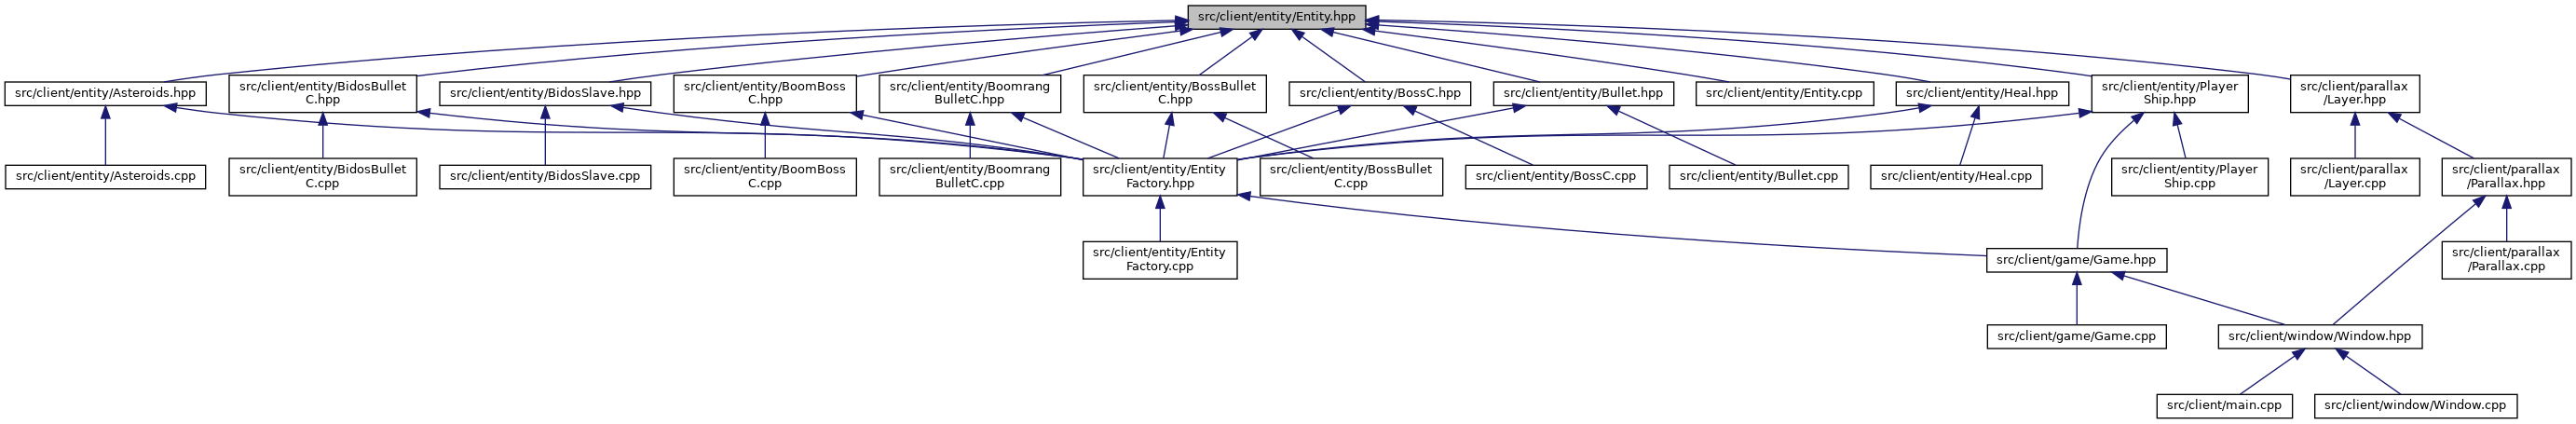 src/client/entity/Entity.hpp
src/client/entity/Asteroids.hpp
src/client/entity/BidosBullet
C.hpp
src/client/entity/BidosSlave.hpp
src/client/entity/BoomBoss
C.hpp
src/client/entity/Boomrang
BulletC.hpp
src/client/entity/BossBullet
C.hpp
src/client/entity/BossC.hpp
src/client/entity/Bullet.hpp
src/client/entity/Entity.cpp
src/client/entity/Heal.hpp
src/client/entity/Player
Ship.hpp
src/client/parallax
/Layer.hpp
src/client/entity/Asteroids.cpp
src/client/entity/BidosBullet
C.cpp
src/client/entity/BidosSlave.cpp
src/client/entity/BoomBoss
C.cpp
src/client/entity/Boomrang
BulletC.cpp
src/client/entity/Entity
Factory.hpp
src/client/entity/BossBullet
C.cpp
src/client/entity/BossC.cpp
src/client/entity/Bullet.cpp
src/client/entity/Heal.cpp
src/client/entity/Player
Ship.cpp
src/client/parallax
/Layer.cpp
src/client/parallax
/Parallax.hpp
src/client/entity/Entity
Factory.cpp
src/client/game/Game.hpp
src/client/parallax
/Parallax.cpp
src/client/game/Game.cpp
src/client/window/Window.hpp
src/client/main.cpp
src/client/window/Window.cpp